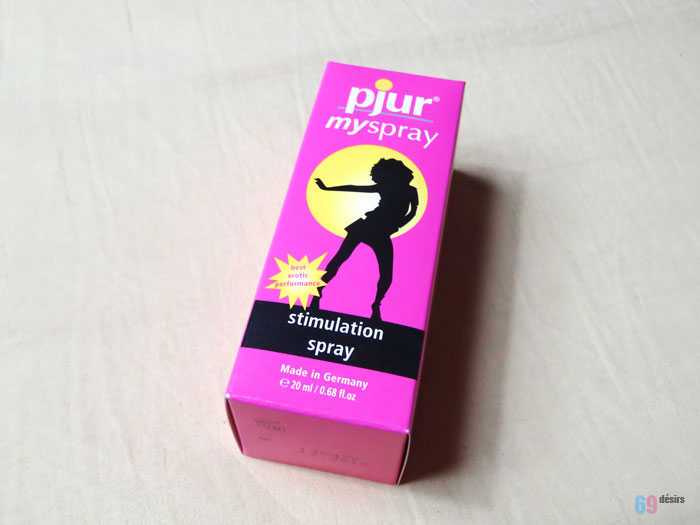 pjur®
myspray
best
erotic
performance
stimulation
spray
Made in Germany
℮ 20 ml / 0.68 fl.oz
69 désirs